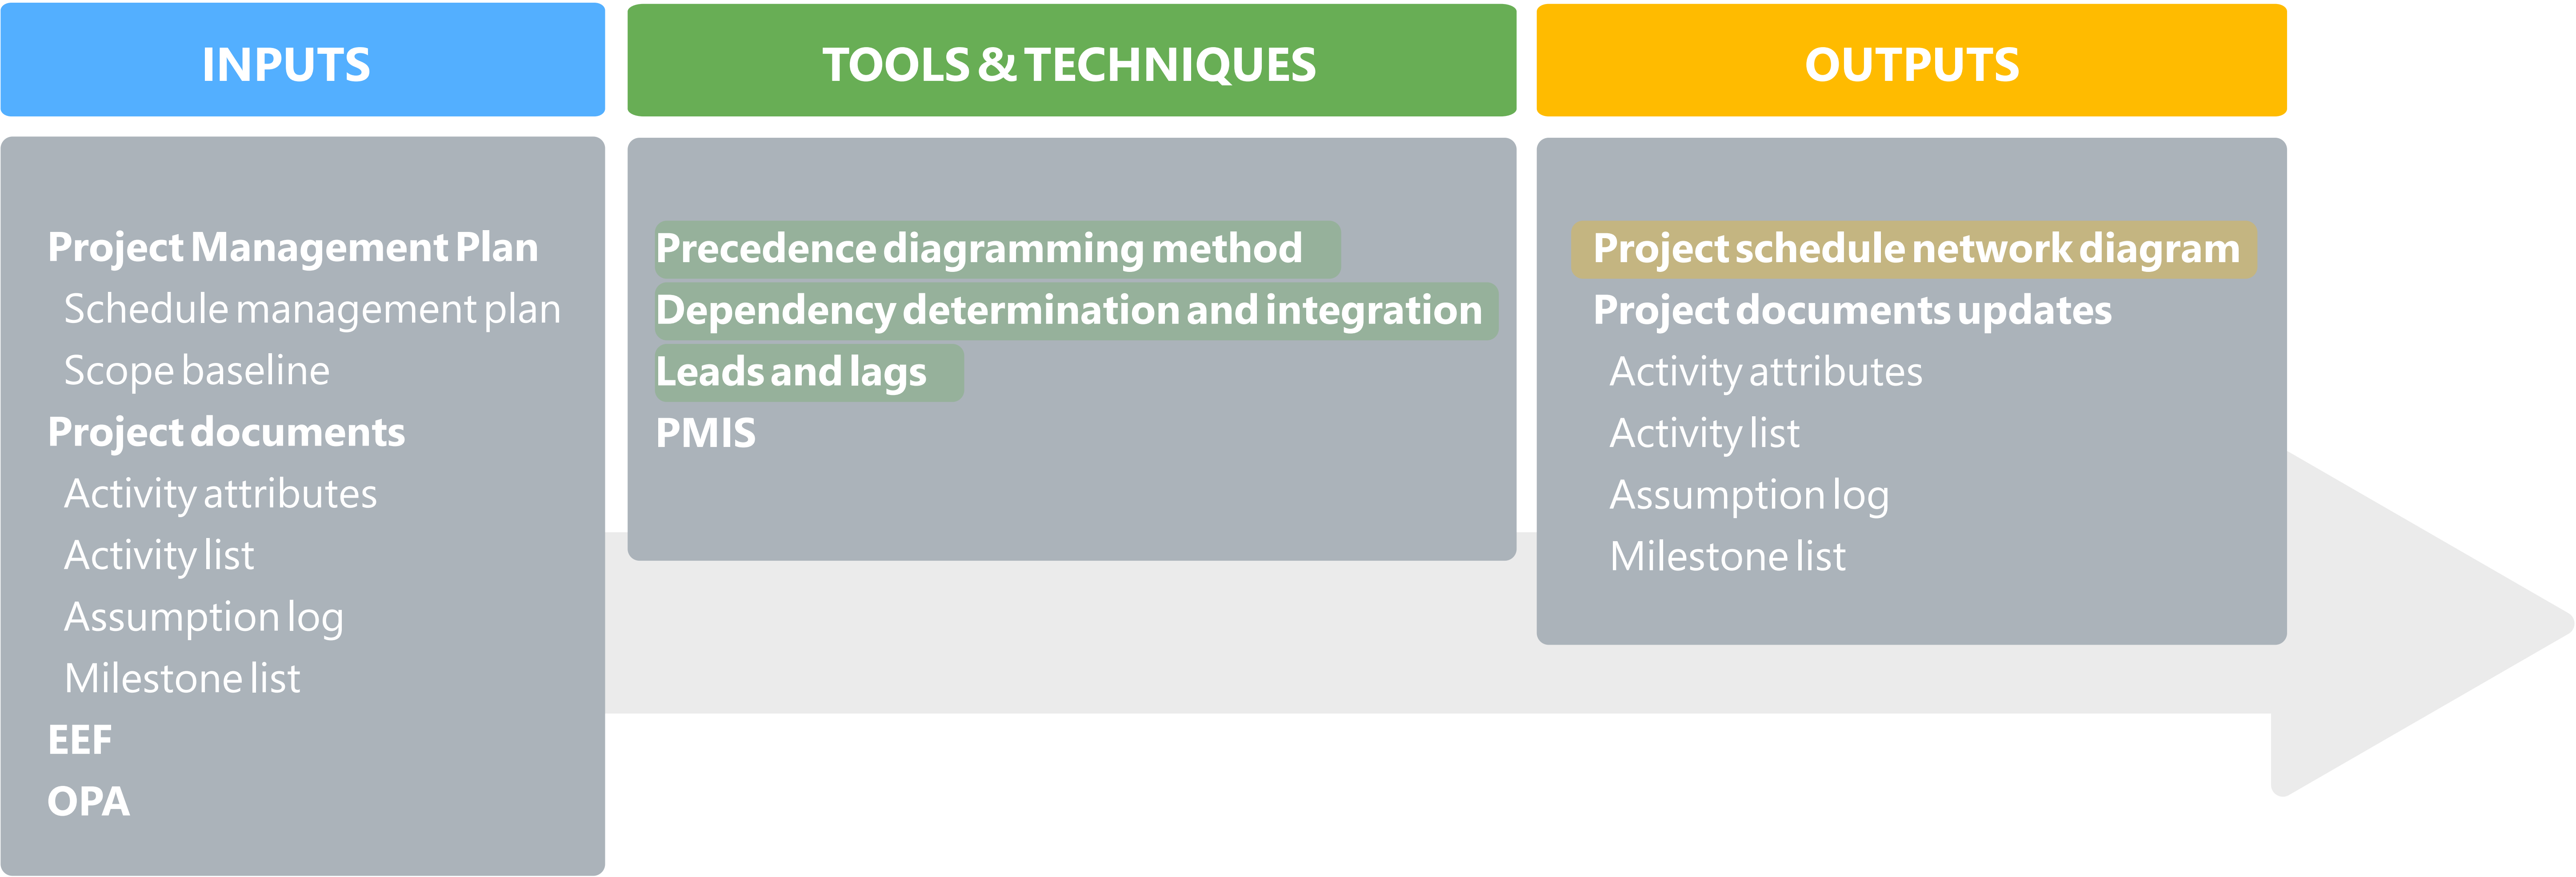 INPUTS
Project Management Plan
Schedule management plan
Scope baseline
Project documents
Activity attributes
Activity list
Assumption log
Milestone list
EEF
OPA
TOOLS & TECHNIQUES
Precedence diagramming method
Dependency determination and integration
Leads and lags
PMIS
OUTPUTS
Project schedule network diagram
Project documents updates
Activity attributes
Activity list
Assumption log
Milestone list